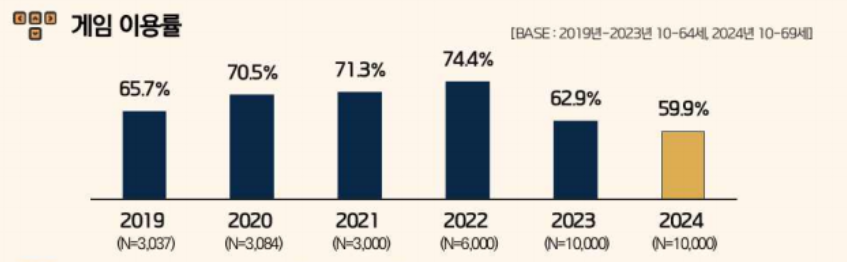 게임 이용률
[BASE : 2019년-2023년 10-64세, 2024년 10-69세]
65.7% 70.5% 71.3% 74.4% 62.9% 59.9%
2019 2020 2021 2022 2023 2024
(N=3,037) (N=3,084) (N=3,000) (N=6,000) (N=10,000) (N=10,000)